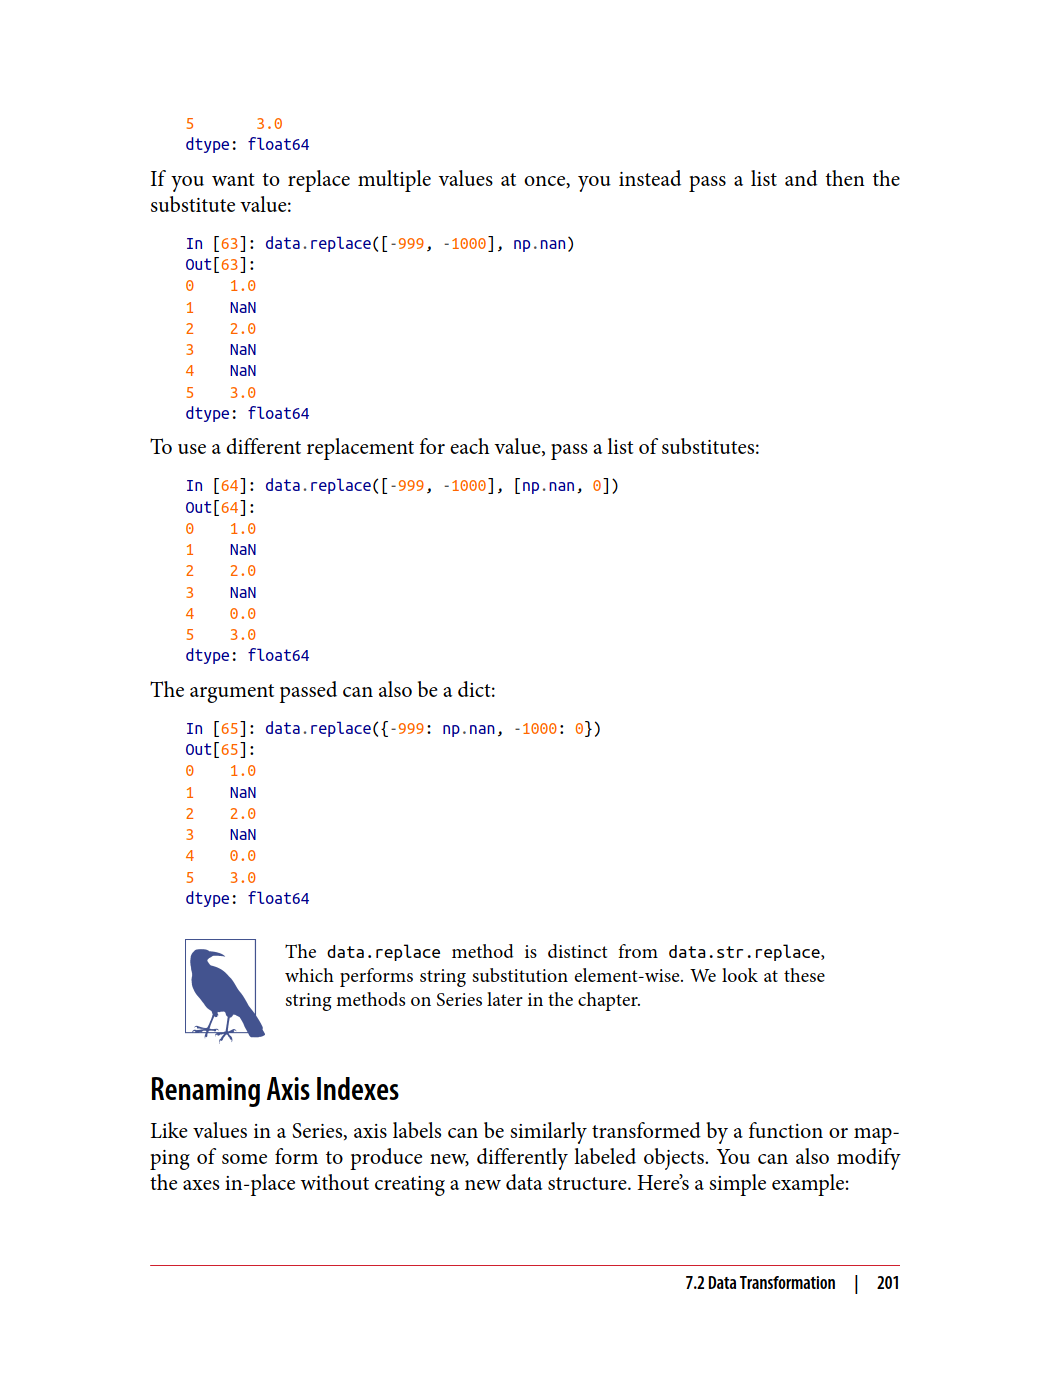 5       3.0
dtype: float64
If you want to replace multiple values at once, you instead pass a list and then the
substitute value:
In [63]: data.replace([-999, -1000], np.nan)
Out[63]:
0    1.0
1    NaN
2    2.0
3    NaN
4    NaN
5    3.0
dtype: float64
To use a different replacement for each value, pass a list of substitutes:
In [64]: data.replace([-999, -1000], [np.nan, 0])
Out[64]:
0    1.0
1    NaN
2    2.0
3    NaN
4    0.0
5    3.0
dtype: float64
The argument passed can also be a dict:
In [65]: data.replace({-999: np.nan, -1000: 0})
Out[65]:
0    1.0
1    NaN
2    2.0
3    NaN
4    0.0
5    3.0
dtype: float64
The data.replace method is distinct from data.str.replace,
which performs string substitution element-wise. We look at these
string methods on Series later in the chapter.
Renaming Axis Indexes
Like values in a Series, axis labels can be similarly transformed by a function or map-
ping of some form to produce new, differently labeled objects. You can also modify
the axes in-place without creating a new data structure. Here's a simple example:
7.2 Data Transformation | 201